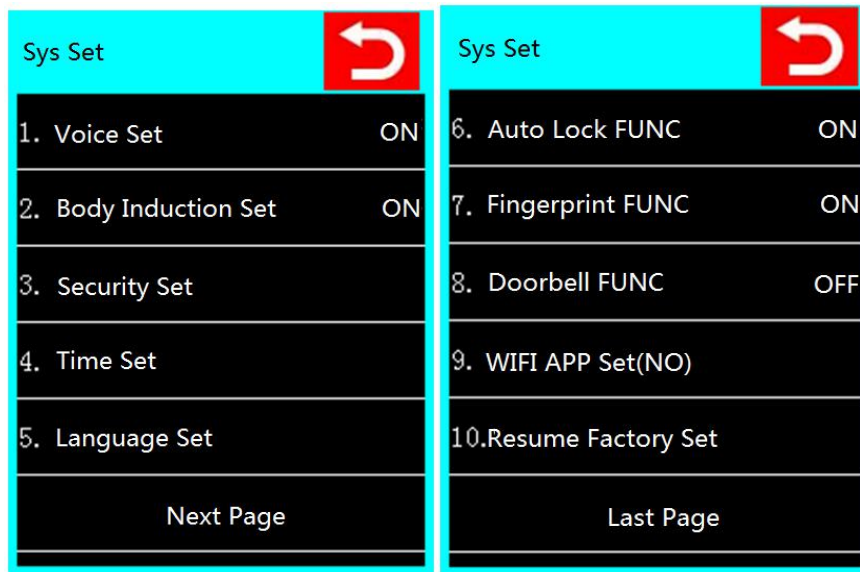 Sys Set
1. Voice Set ON
2. Body Induction Set ON
3. Security Set
4. Time Set
5. Language Set
Next Page
Sys Set
6. Auto Lock FUNC ON
7. Fingerprint FUNC ON
8. Doorbell FUNC OFF
9. WIFI APP Set(NO)
10.Resume Factory Set
Last Page